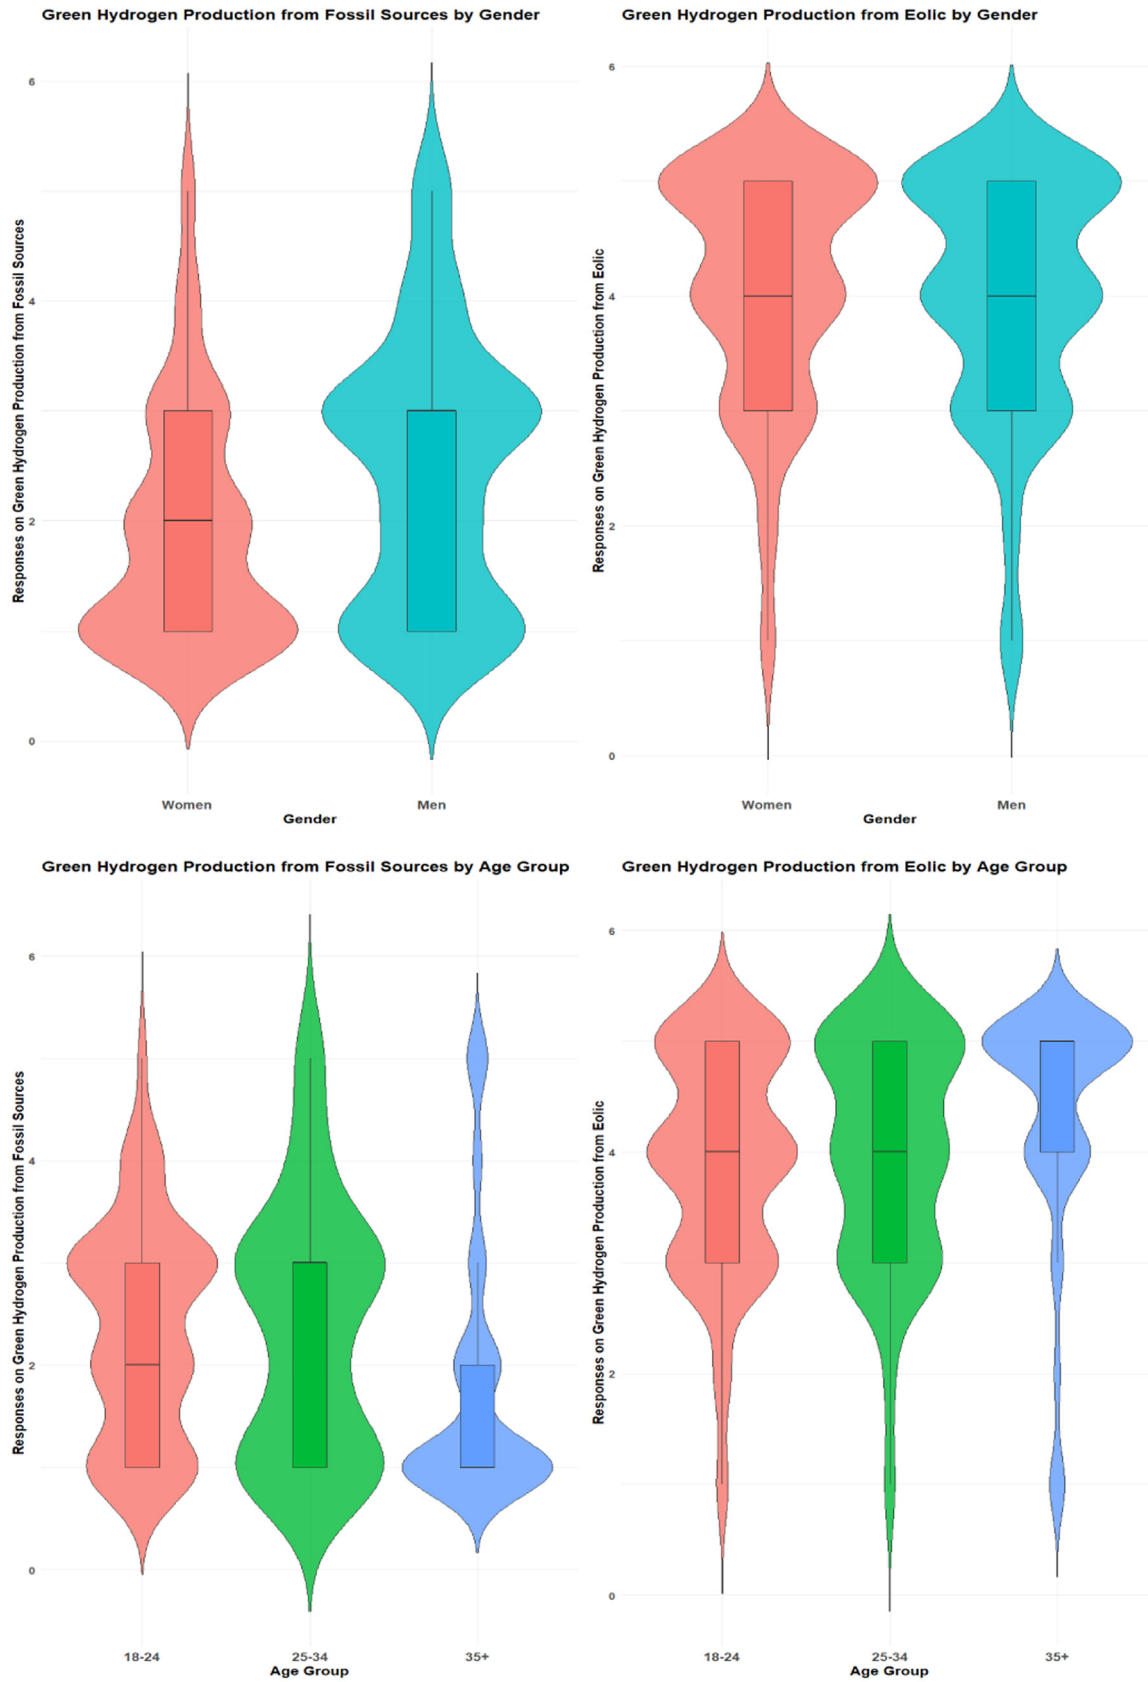 Green Hydrogen Production from Fossil Sources by Gender
Responses on Green Hydrogen Production from Fossil Sources
6
4
2
0
Women
Men
Gender
Green Hydrogen Production from Eolic by Gender
Responses on Green Hydrogen Production from Eolic
6
4
2
0
Women
Men
Gender
Green Hydrogen Production from Fossil Sources by Age Group
Responses on Green Hydrogen Production from Fossil Sources
6
4
2
0
18-24
25-34
35+
Age Group
Green Hydrogen Production from Eolic by Age Group
Responses on Green Hydrogen Production from Eolic
6
4
2
0
18-24
25-34
35+
Age Group